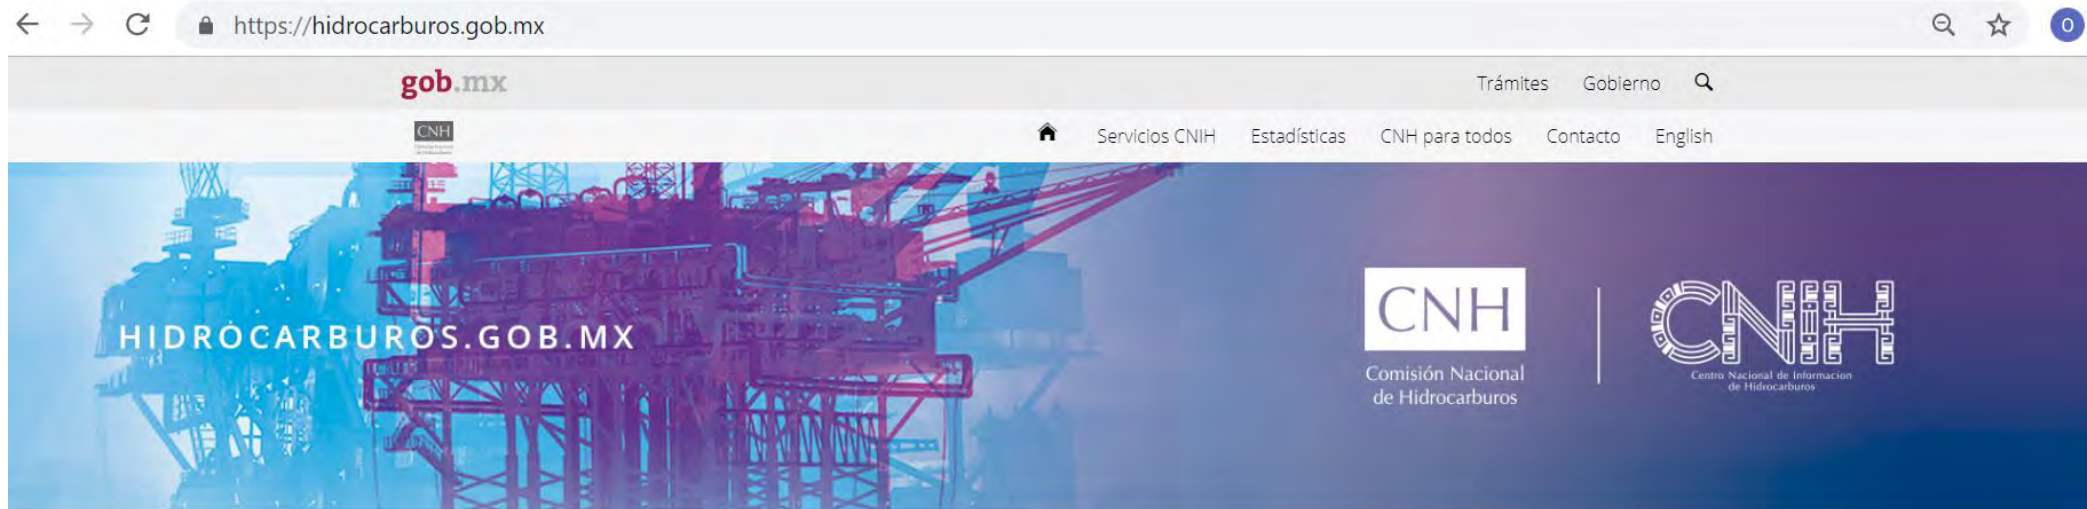 https://hidrocarburos.gob.mx
O
gob.mx
Trámites Gobierno
CNH
Servicios CNIH Estadísticas CNH para todos Contacto English
HIDROCARBUROS.GOB.MX
CNH
Comisión Nacional
de Hidrocarburos
CNIH
Centro Nacional de Informacion
de Hidrocarburos